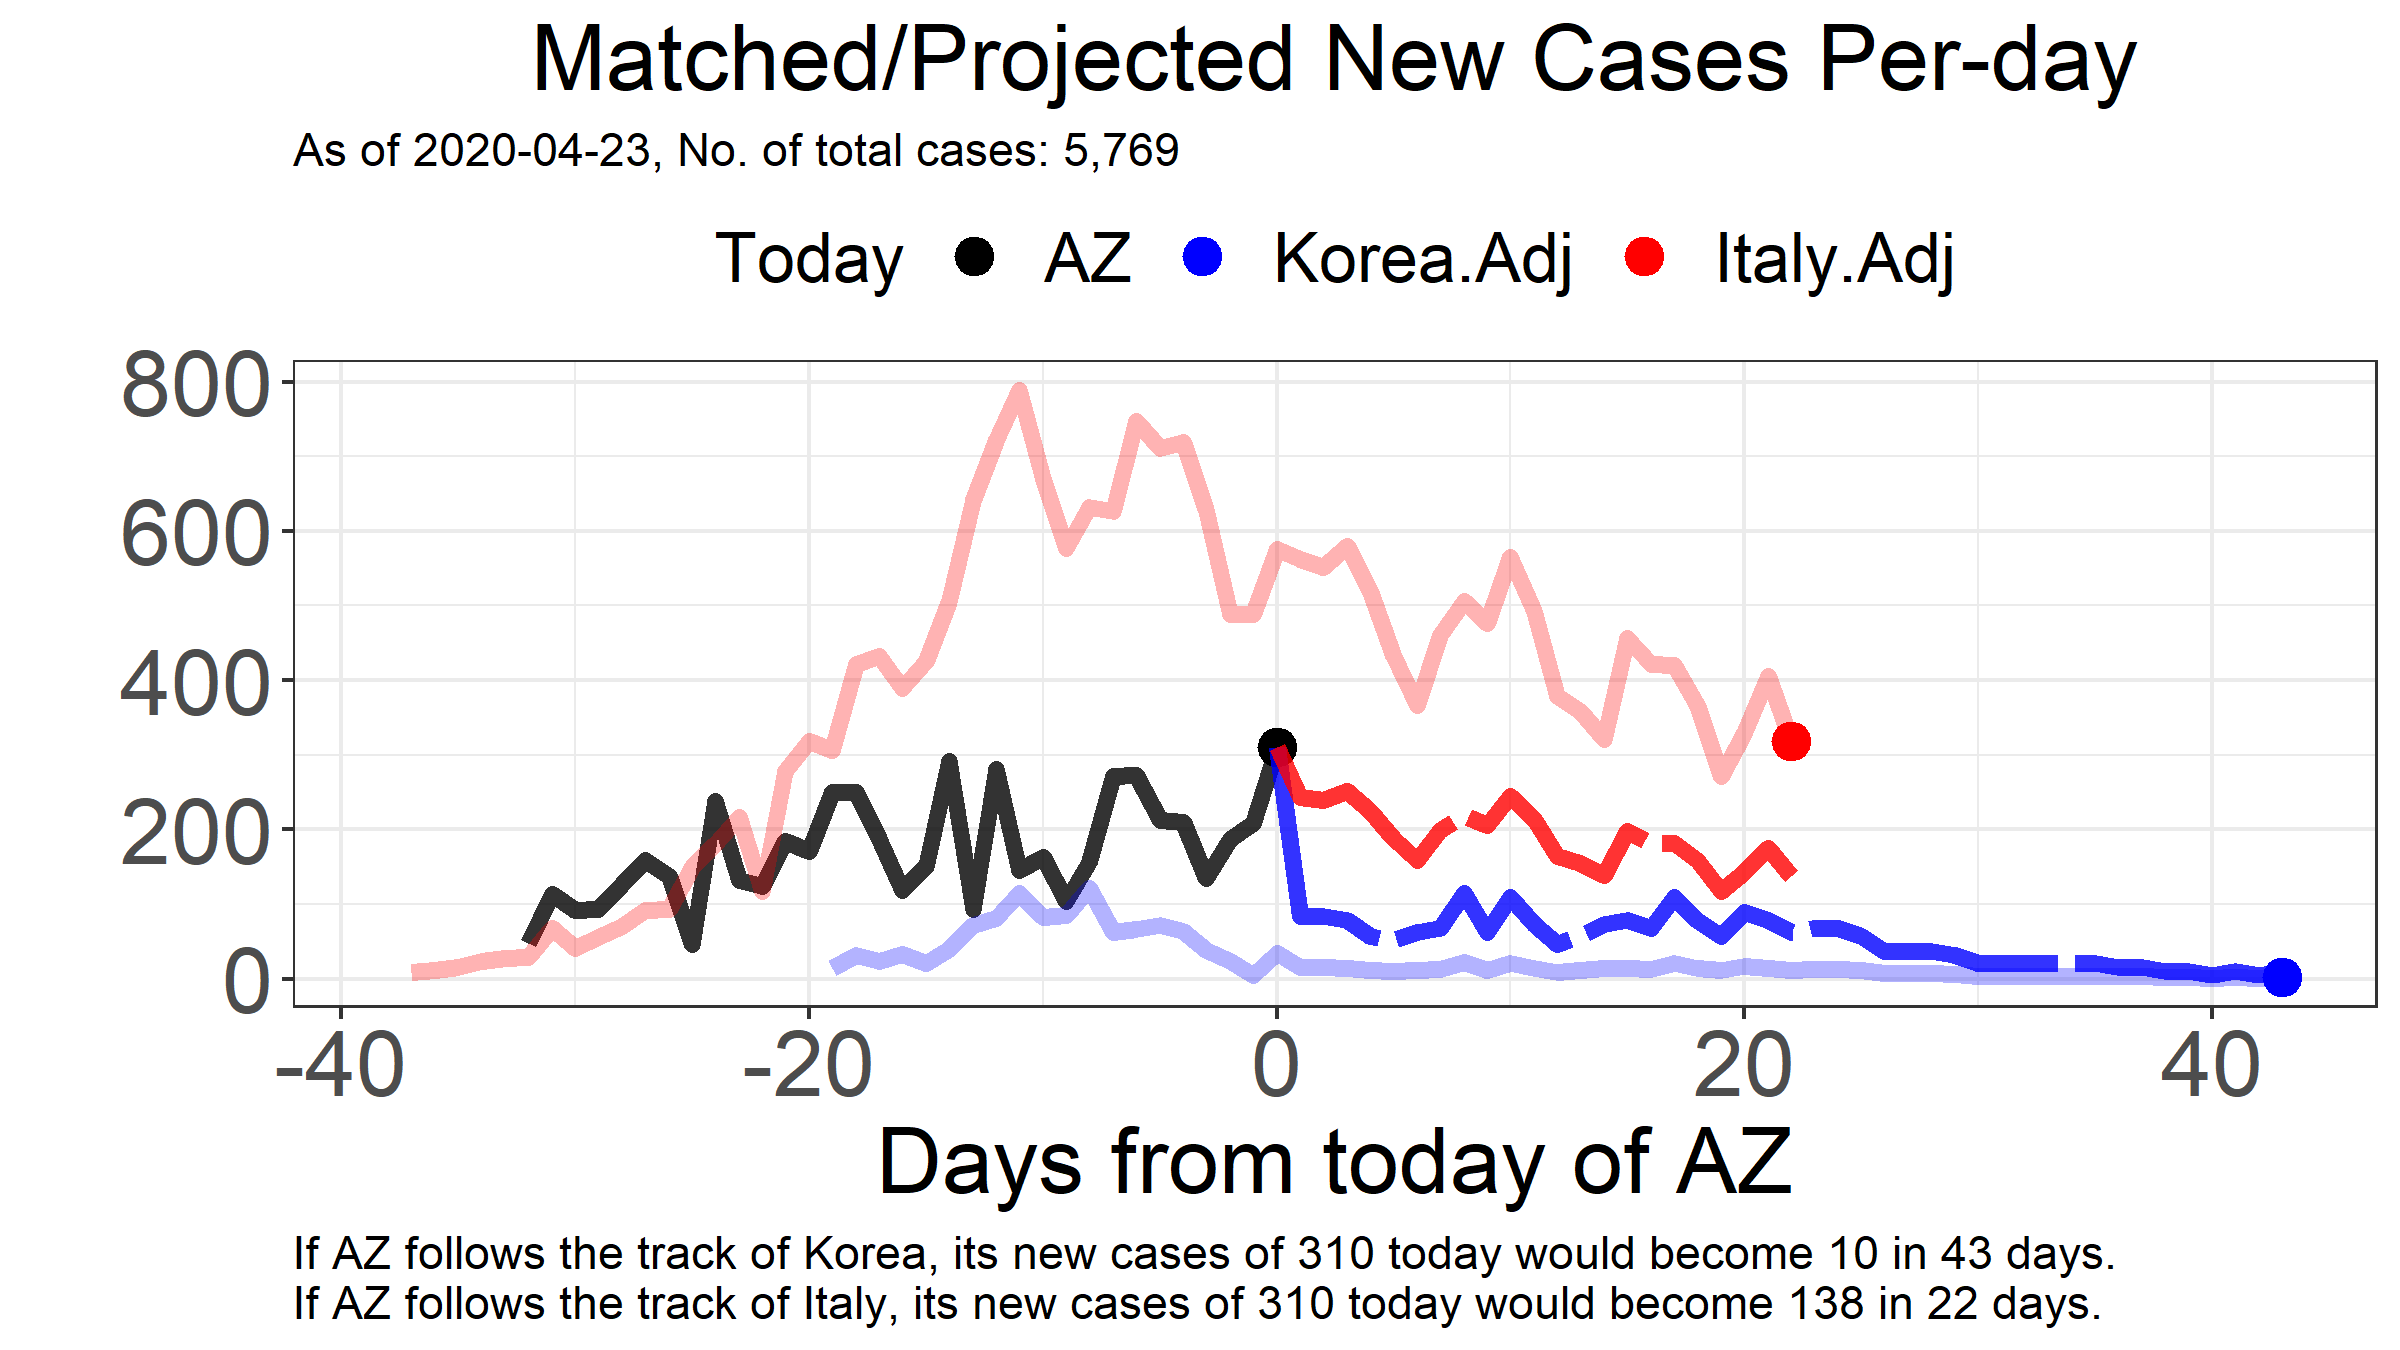 Matched/Projected New Cases Per-day
As of 2020-04-23, No. of total cases: 5,769
Today AZ Korea.Adj Italy.Adj
800
600
400
200
0
-40 -20 0 20 40
Days from today of AZ
If AZ follows the track of Korea, its new cases of 310 today would become 10 in 43 days.
If AZ follows the track of Italy, its new cases of 310 today would become 138 in 22 days.